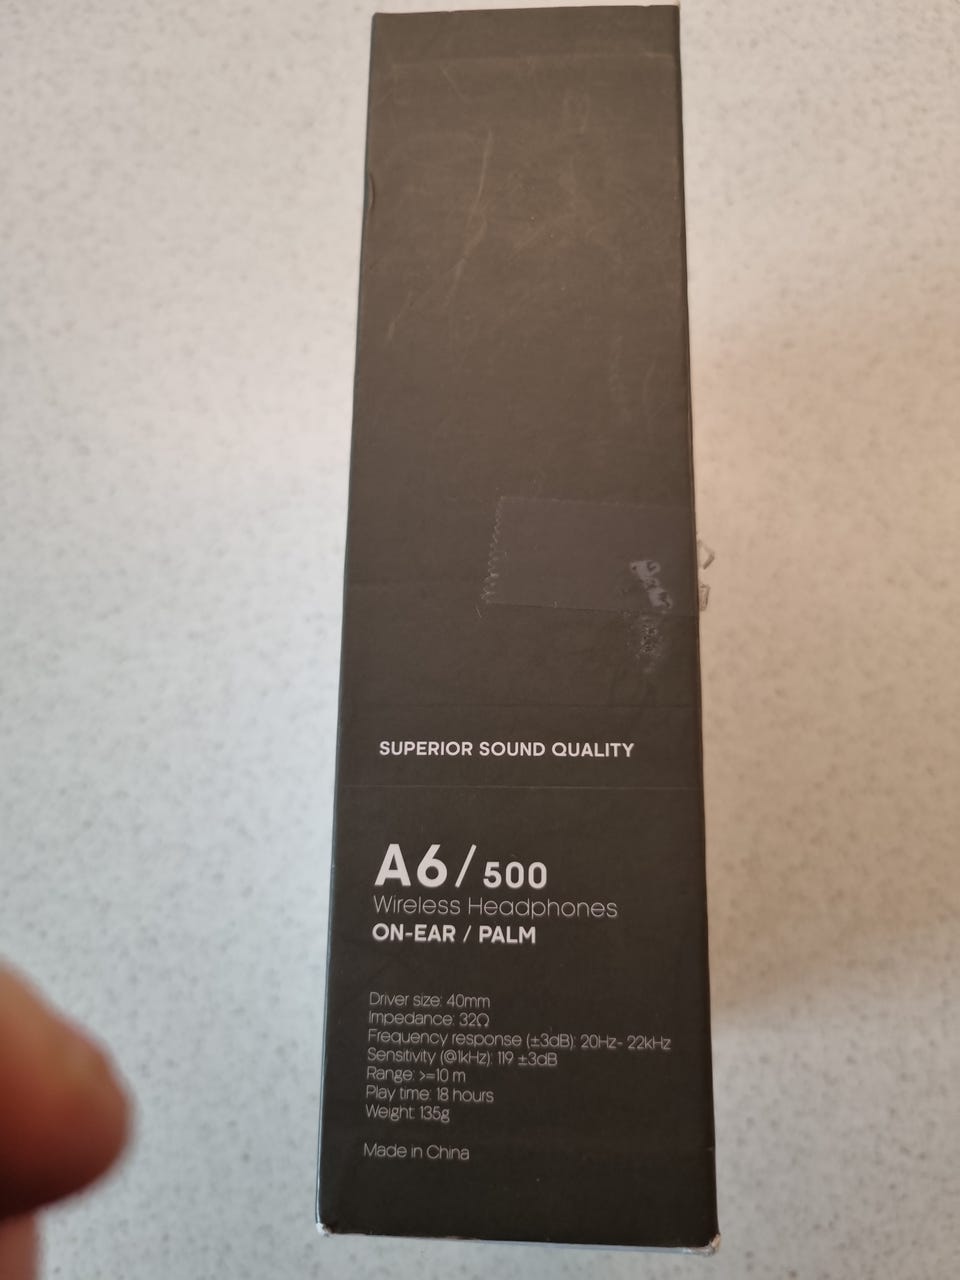 SUPERIOR SOUND QUALITY
A6/500
Wireless Headphones
ON-EAR / PALM
Driver size: 40mm
Impedance: 32Ω
Frequency response (±3dB): 20Hz- 22kHz
Sensitivity (@1kHz): 119 ±3dB
Range: >=10 m
Play time: 18 hours
Weight: 135g
Made in China